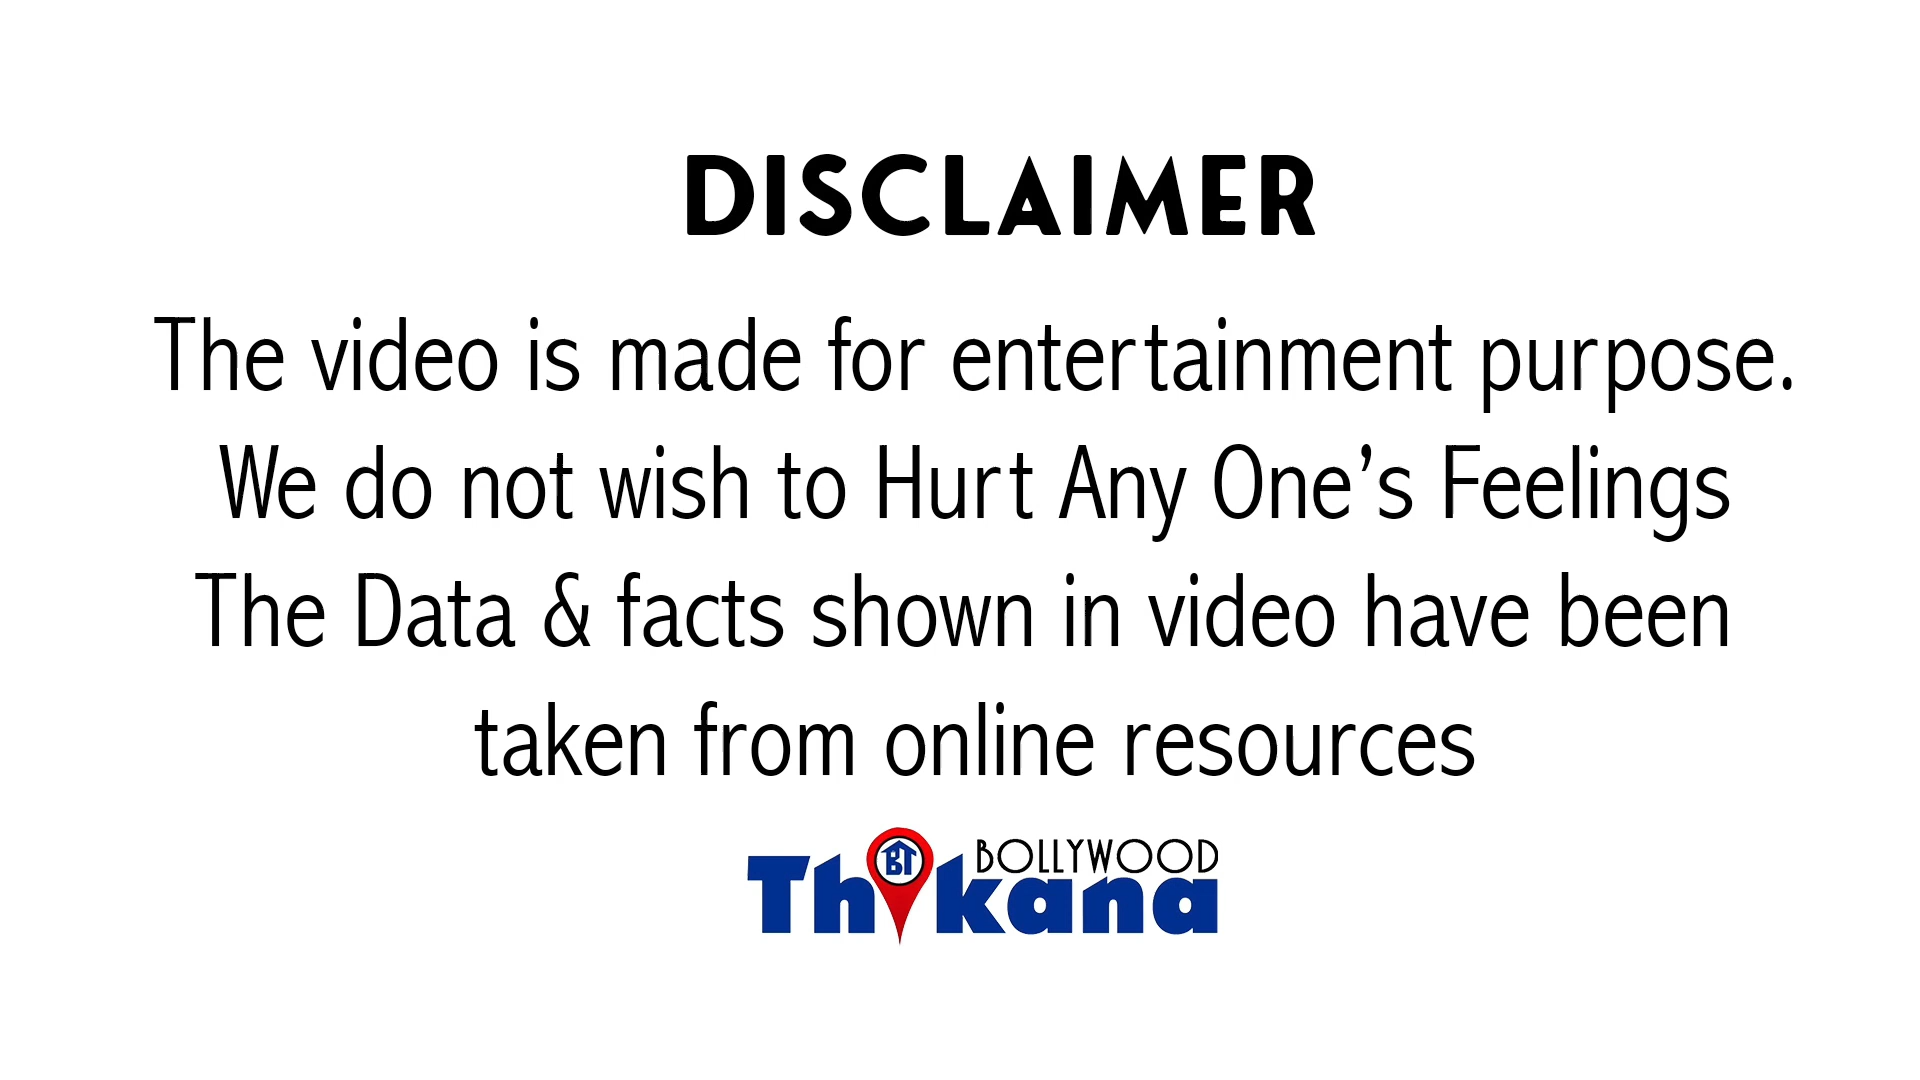 DISCLAIMER
The video is made for entertainment purpose.
We do not wish to Hurt Any One’s Feelings
The Data & facts shown in video have been
taken from online resources
BOLLYWOOD
BT
Thikana